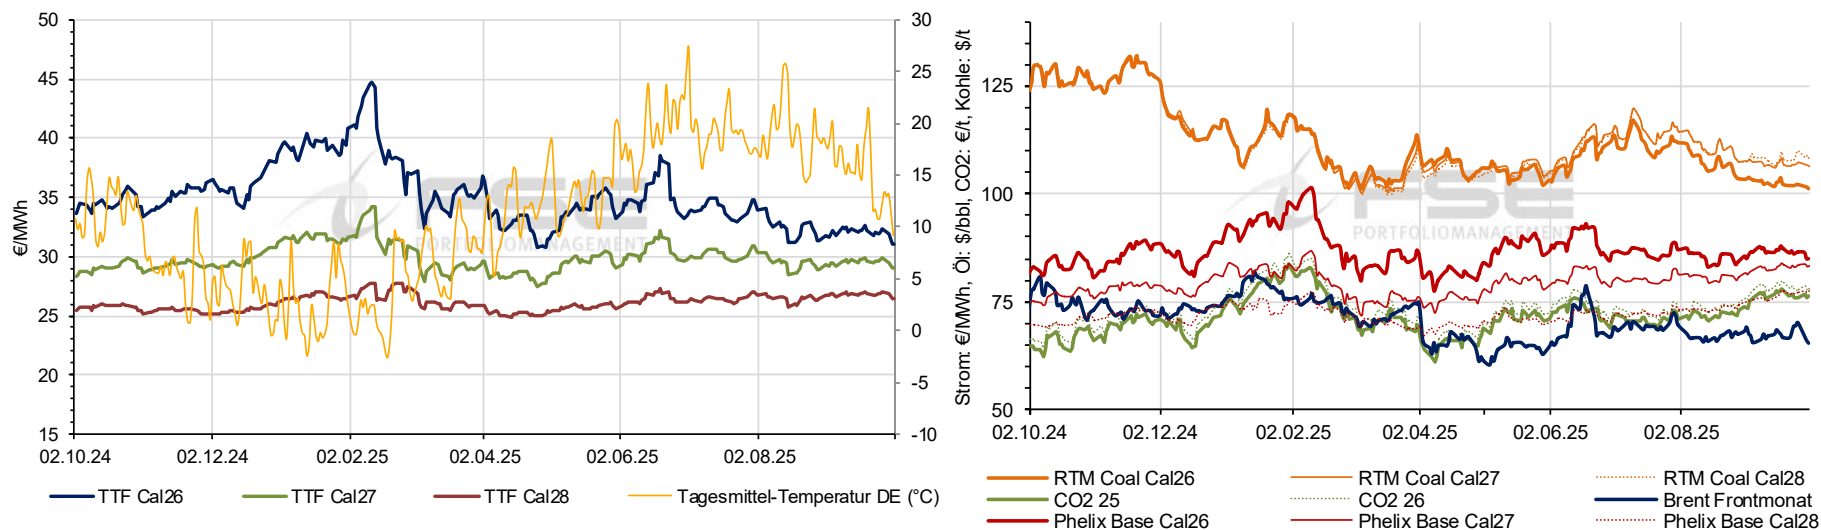 50
45
40
35
30
25
20
15
€/MWh
30
25
20
15
10
5
0
-5
-10
02.10.24
02.12.24
02.02.25
02.04.25
02.06.25
02.08.25
FSE
PORTFOLIOMANAGEMENT
TTF Cal26
TTF Cal27
TTF Cal28
Tagesmittel-Temperatur DE (°C)
Strom: €/MWh, Öl: $/bbl, CO2: €/t, Kohle: $/t
125
100
75
50
02.10.24
02.12.24
02.02.25
02.04.25
02.06.25
02.08.25
FSE
PORTFOLIOMANAGEMENT
RTM Coal Cal26
RTM Coal Cal27
RTM Coal Cal28
CO2 25
CO2 26
Brent Frontmonat
Phelix Base Cal26
Phelix Base Cal27
Phelix Base Cal28